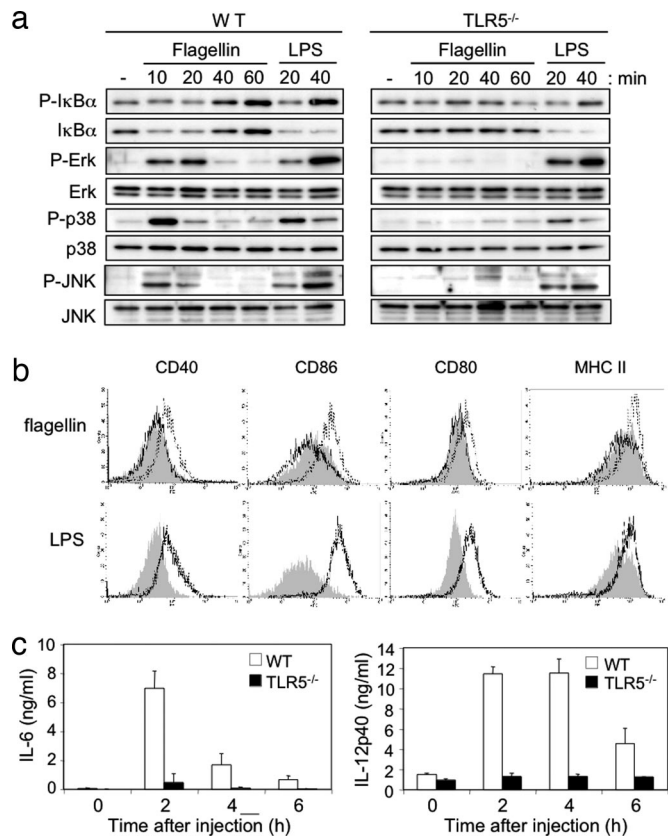 a
W T
TLR5-/-
Flagellin
LPS
Flagellin
LPS
- 10 20 40 60 20 40
- 10 20 40 60 20 40 : min
P-IκBα
IκBα
P-Erk
Erk
P-p38
p38
P-JNK
JNK
b
CD40 CD86 CD80 MHC II
flagellin
LPS
c
IL-6 (ng/ml)
10
8
6
4
2
0
WT
TLR5-/-
0 2 4 6
Time after injection (h)
IL-12p40 (ng/ml)
14
12
10
8
6
4
2
0
WT
TLR5-/-
0 2 4 6
Time after injection (h)